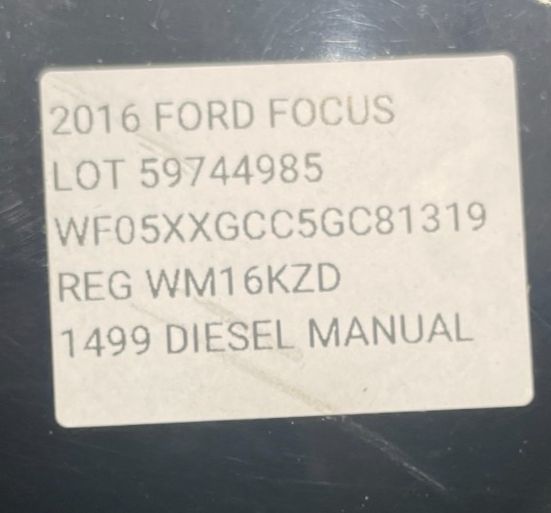 2016 FORD FOCUS
LOT 59744985
WF05XXGCC5GC81319
REG WM16KZD
1499 DIESEL MANUAL